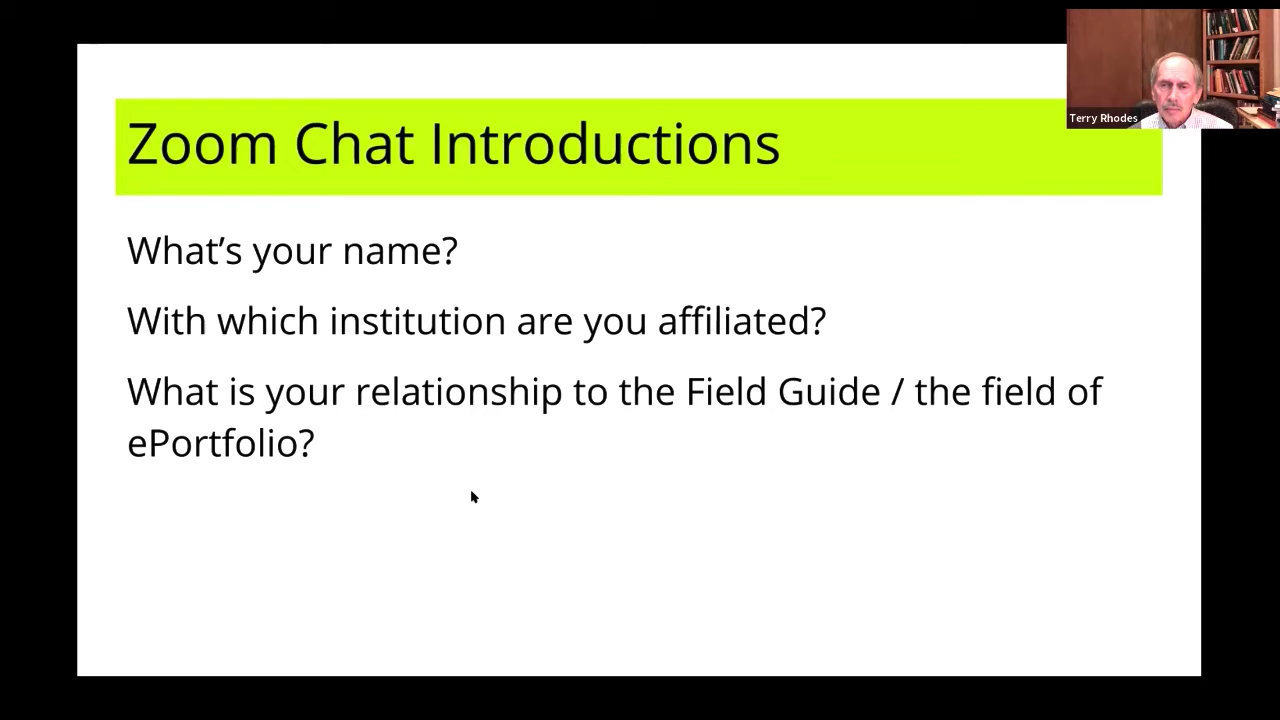 Zoom Chat Introductions
Terry Rhodes
What’s your name?
With which institution are you affiliated?
What is your relationship to the Field Guide / the field of
ePortfolio?